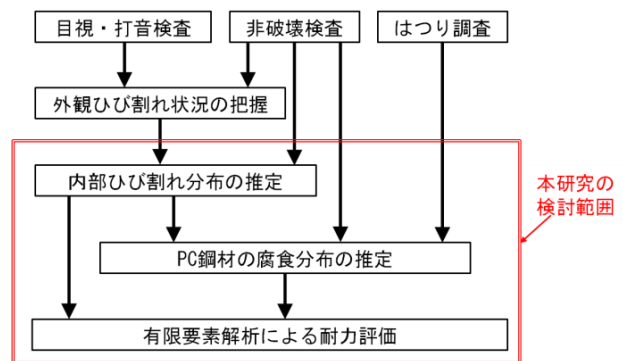 目視・打音検査
非破壊検査
はつり調査
外観ひび割れ状況の把握
内部ひび割れ分布の推定
本研究の
検討範囲
PC鋼材の腐食分布の推定
有限要素解析による耐力評価